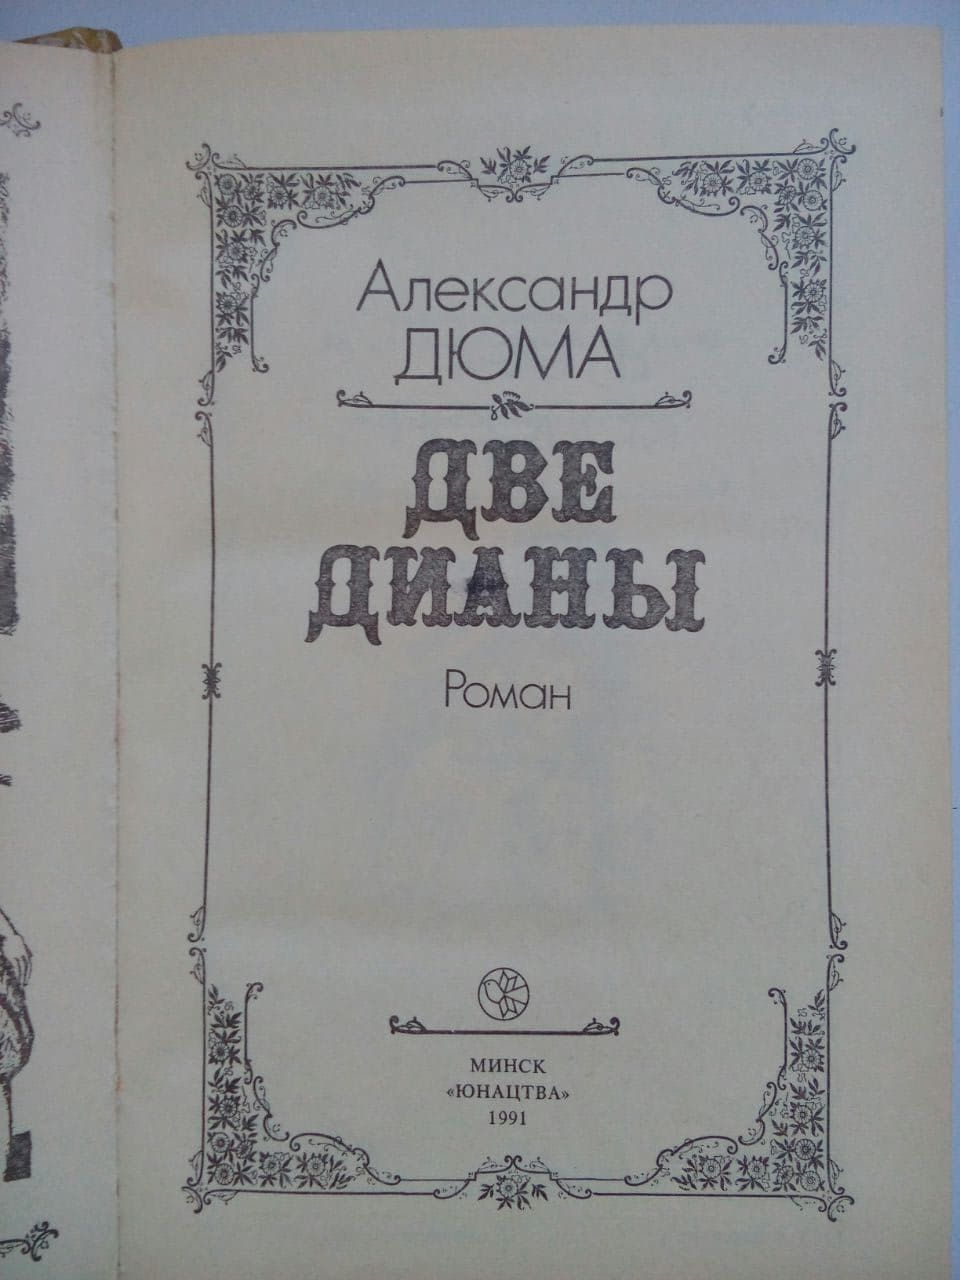 Александр
ДЮМА
ДВЕ
ДИАНЫ
Роман
МИНСК
«ЮНАЦТВА»
1991